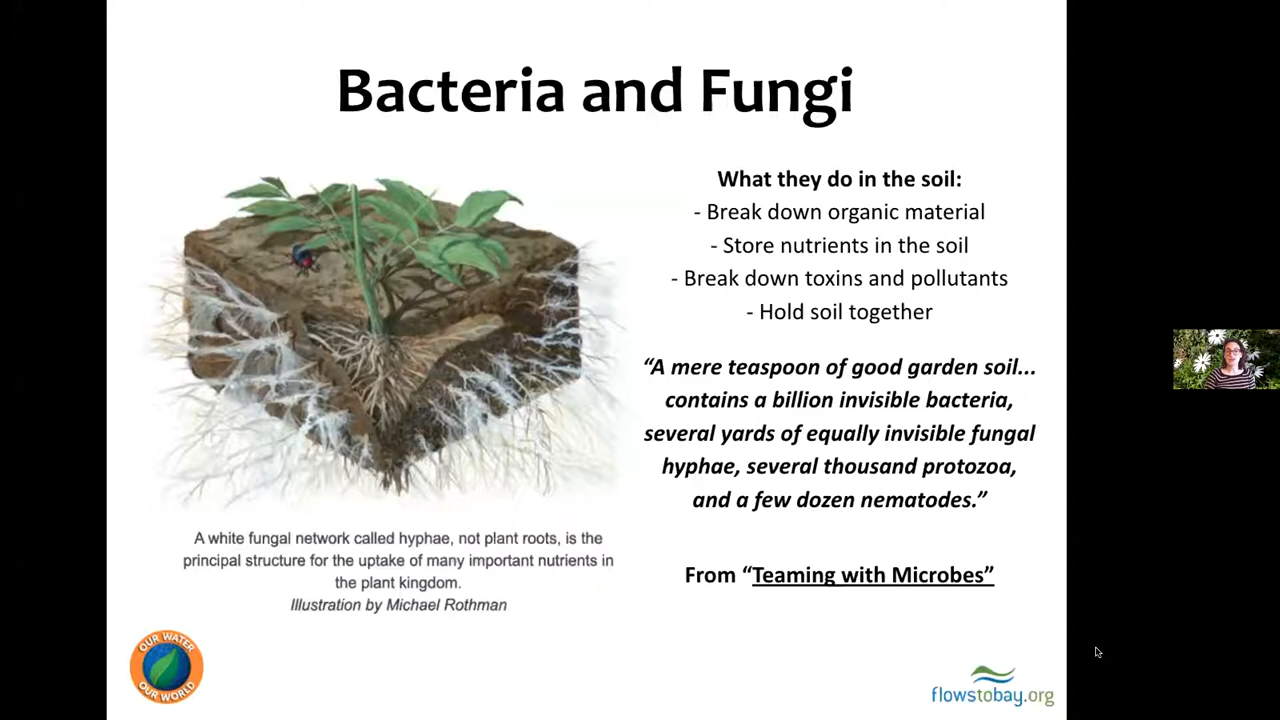 Bacteria and Fungi
What they do in the soil:
- Break down organic material
- Store nutrients in the soil
- Break down toxins and pollutants
- Hold soil together
“A mere teaspoon of good garden soil...
contains a billion invisible bacteria,
several yards of equally invisible fungal
hyphae, several thousand protozoa,
and a few dozen nematodes.”
From “Teaming with Microbes”
A white fungal network called hyphae, not plant roots, is the
principal structure for the uptake of many important nutrients in
the plant kingdom.
Illustration by Michael Rothman
OUR WATER
OUR WORLD
flowstobay.org